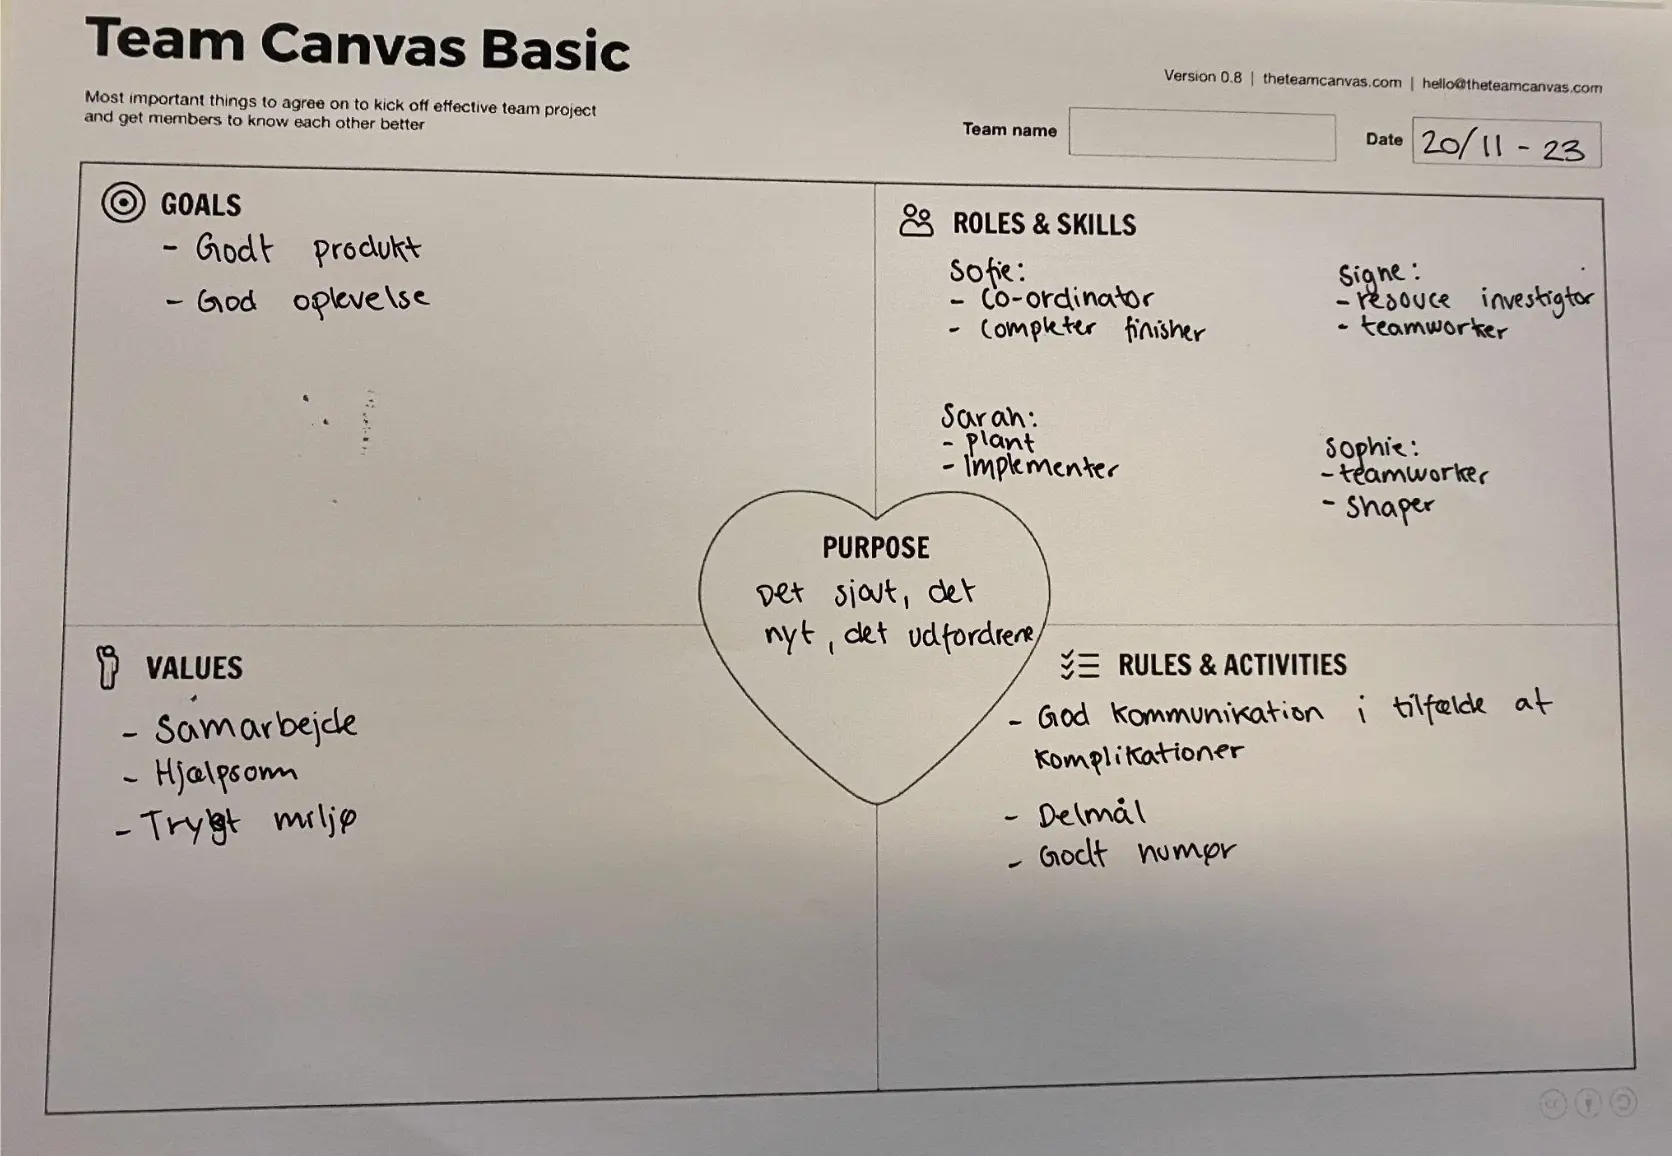 Team Canvas Basic
Most important things to agree on to kick off effective team project
and get members to know each other better
Version 0.8 | theteamcanvas.com | hello@theteamcanvas.com
Team name
Date 20/11 - 23
GOALS
- Godt produkt
- God oplevelse
ROLES & SKILLS
Sofie:
- Co-ordinator
- Completer finisher
Signe:
- resouce investigtor
- teamworker
Sarah:
- Plant
- Implementer
Sophie:
- teamworker
- Shaper
PURPOSE
Det sjovt, det
nyt, det udfordrene
VALUES
- Samarbejde
- Hjælpsom
- Trygt miljø
RULES & ACTIVITIES
- God kommunikation i tilfælde af
komplikationer
- Delmål
- Godt humør